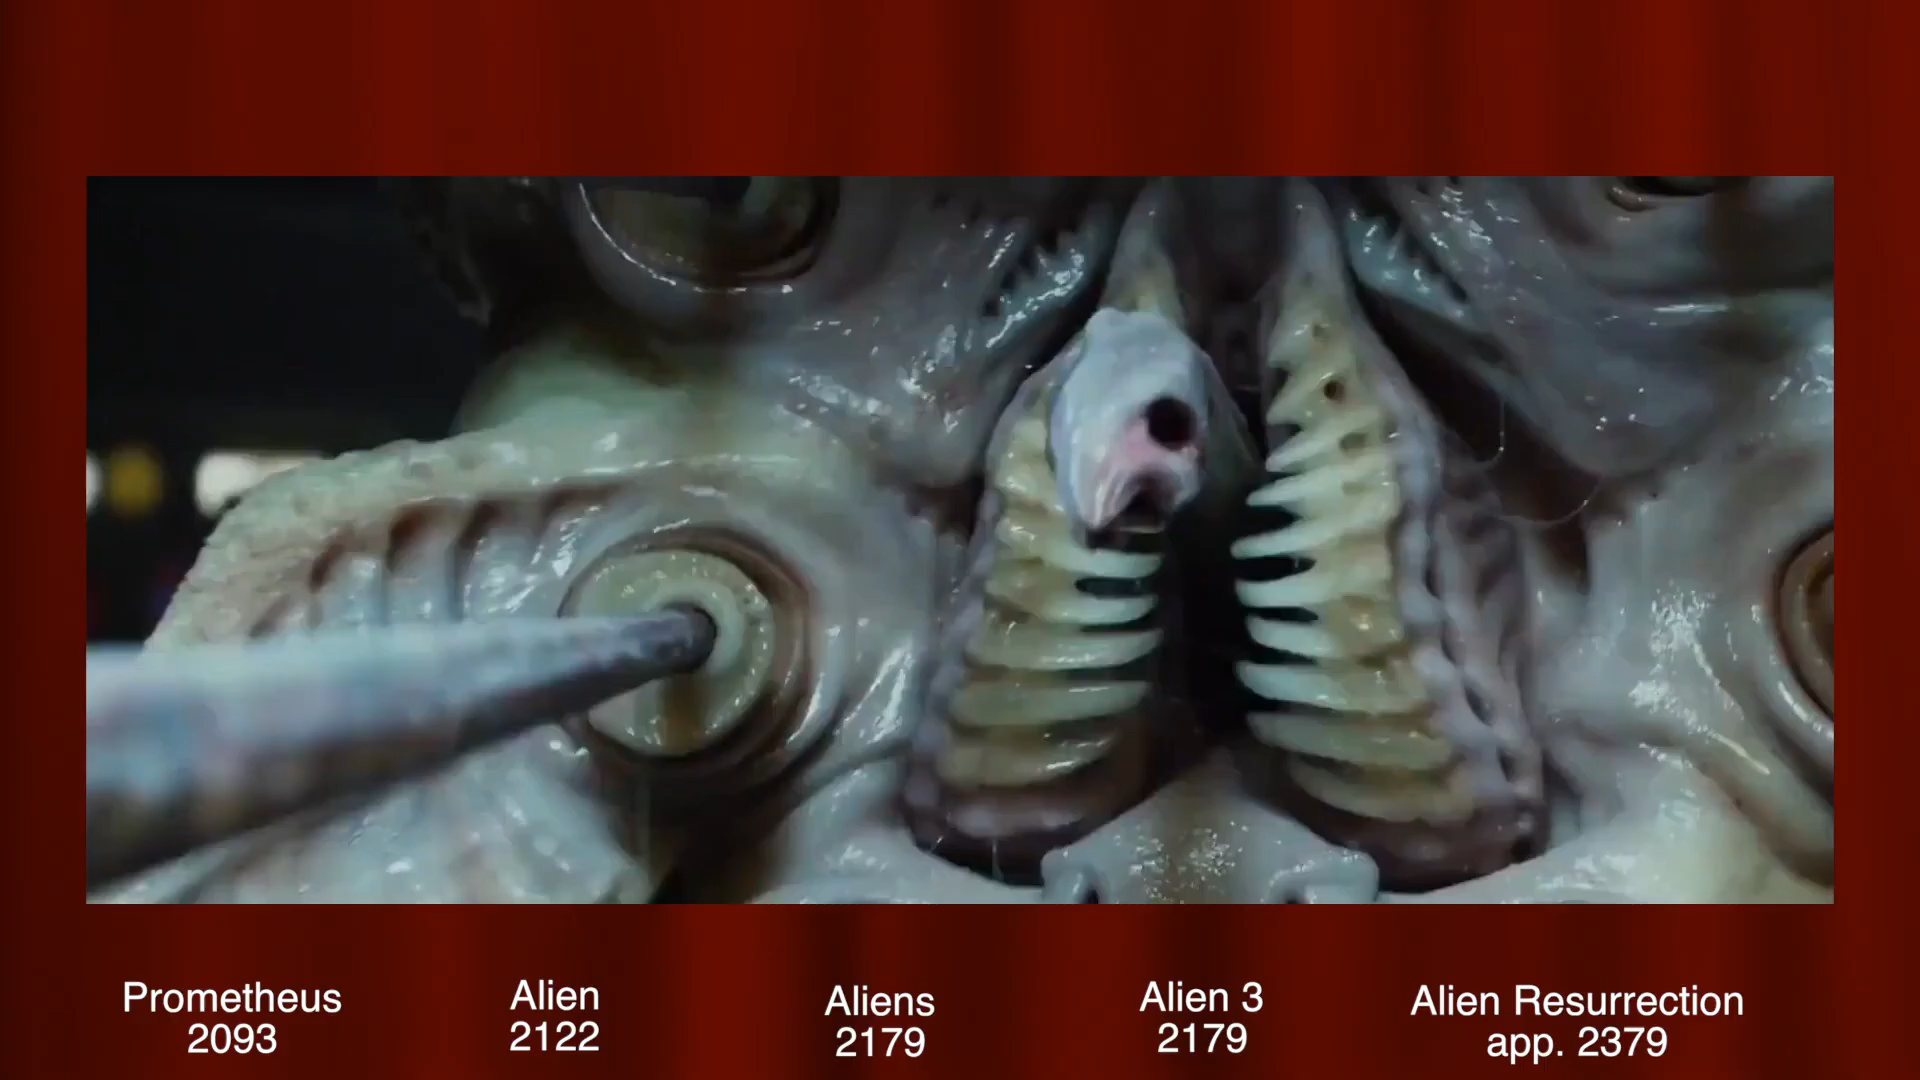 Prometheus
2093
Alien
2122
Aliens
2179
Alien 3
2179
Alien Resurrection
app. 2379